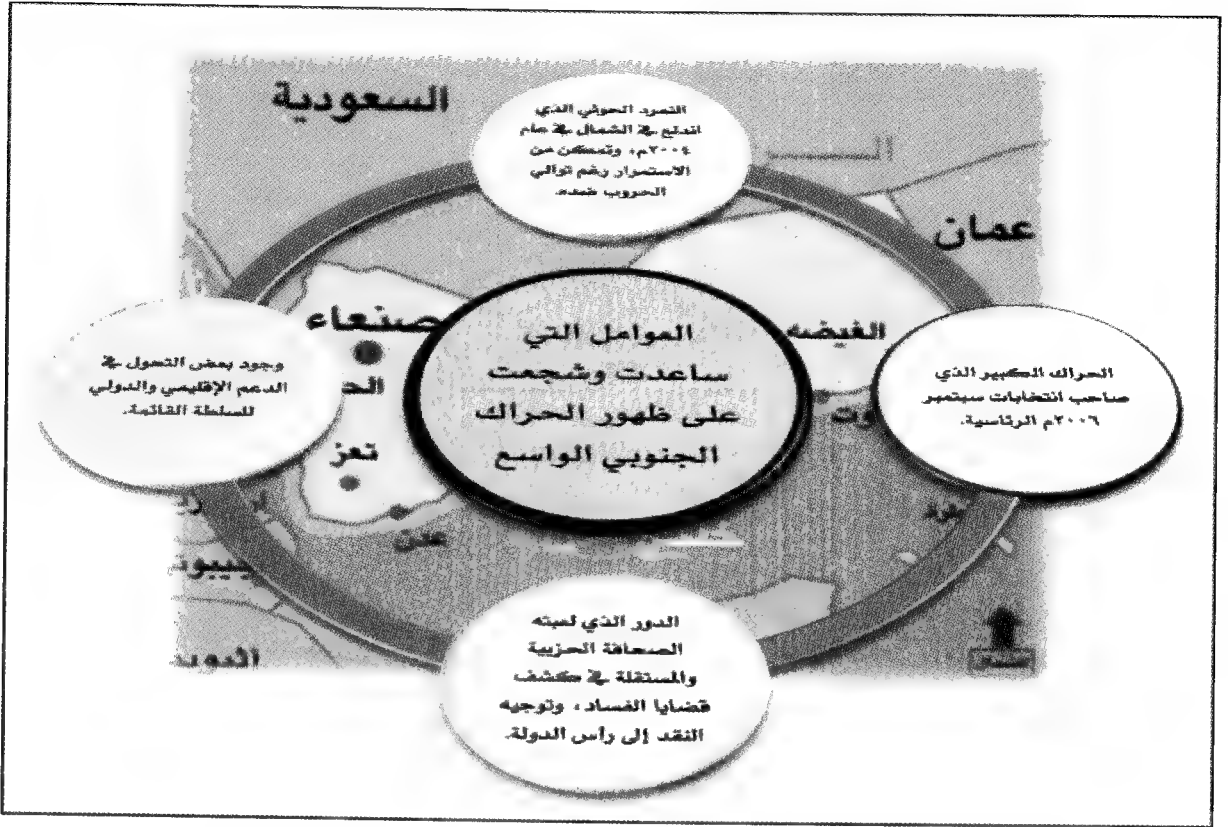 السعودية
التمرد الحوثي الذي
اندلع في الشمال في عام
٢٠٠٤م، وتمكن من
الاستمرار رغم توالي
الحروب ضده.
عمان
صنعاء
العوامل التي
ساعدت وشجعت
على ظهور الحراك
الجنوبي الواسع
الغيضه
وجود بعض التحول في
الدعم الإقليمي والدولي
للسلطة القائمة.
الحراك الكبير الذي
صاحب انتخابات سبتمبر
٢٠٠٦م الرئاسية.
الحد
وت
تعز
عدن
الدور الذي لعبته
الصحافة الحزبية
والمستقلة في كشف
قضايا الفساد، وتوجيه
النقد إلى رأس الدولة.